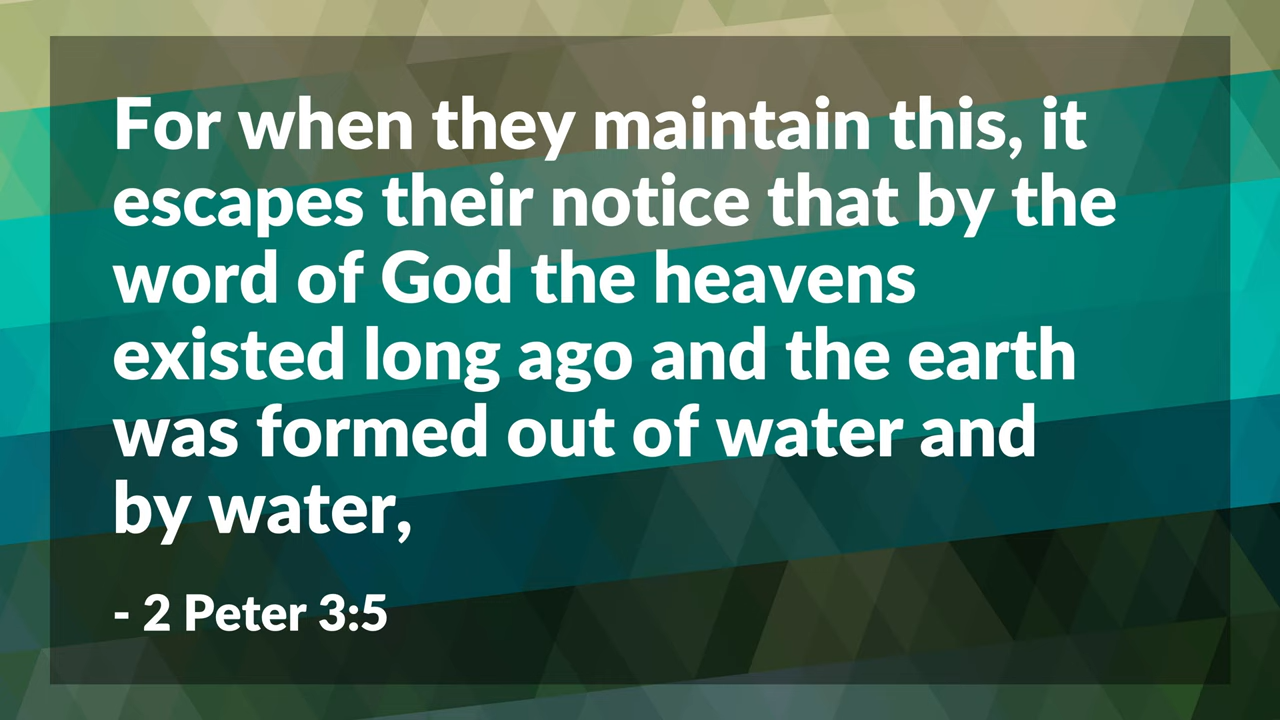 For when they maintain this, it
escapes their notice that by the
word of God the heavens
existed long ago and the earth
was formed out of water and
by water,
- 2 Peter 3:5